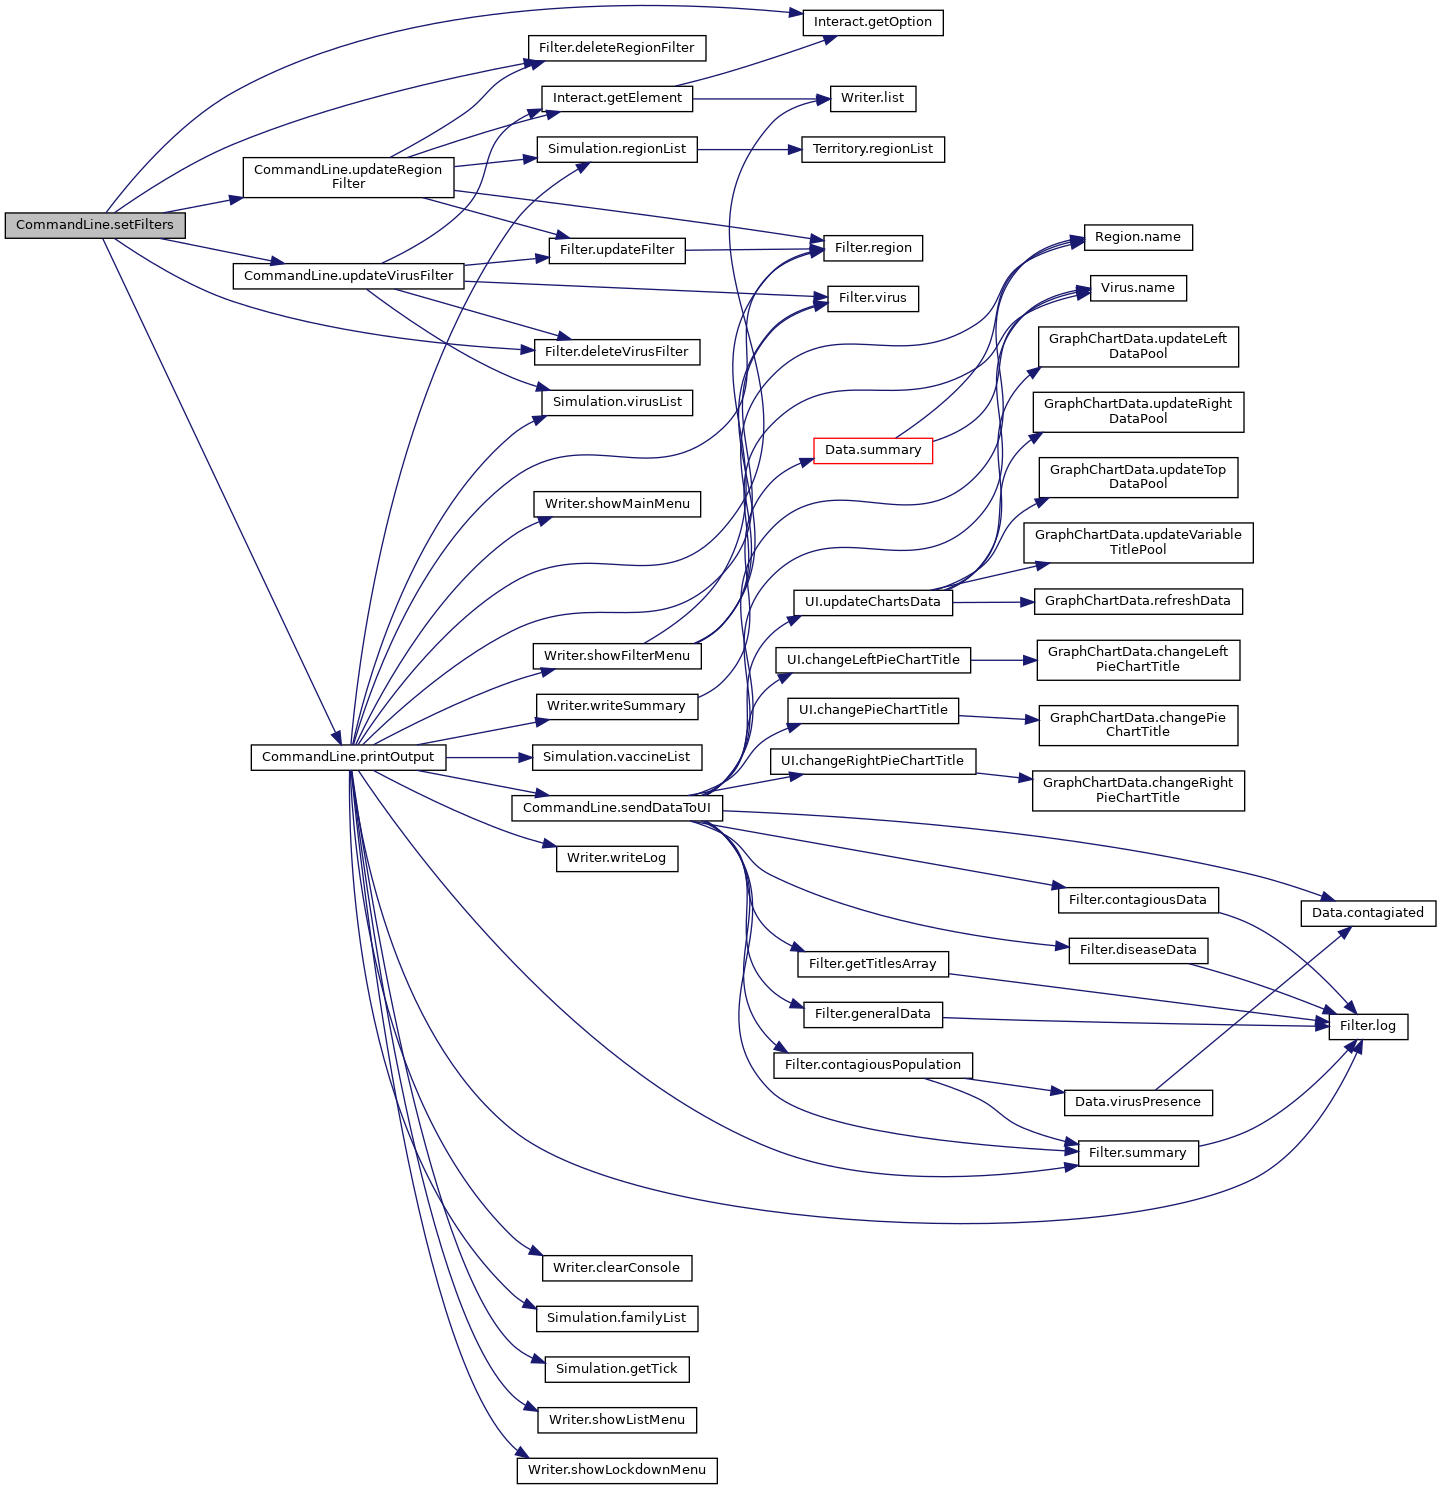 CommandLine.setFilters
CommandLine.updateRegion
Filter
CommandLine.updateVirusFilter
CommandLine.printOutput
Filter.deleteRegionFilter
Interact.getElement
Simulation.regionList
Filter.updateFilter
Filter.deleteVirusFilter
Simulation.virusList
Writer.showMainMenu
Writer.showFilterMenu
Writer.writeSummary
Simulation.vaccineList
CommandLine.sendDataToUI
Writer.writeLog
Writer.clearConsole
Simulation.familyList
Simulation.getTick
Writer.showListMenu
Writer.showLockdownMenu
Interact.getOption
Writer.list
Territory.regionList
Filter.region
Filter.virus
Data.summary
UI.updateChartsData
UI.changeLeftPieChartTitle
UI.changePieChartTitle
UI.changeRightPieChartTitle
Filter.getTitlesArray
Filter.generalData
Filter.contagiousPopulation
Region.name
Virus.name
GraphChartData.updateLeft
DataPool
GraphChartData.updateRight
DataPool
GraphChartData.updateTop
DataPool
GraphChartData.updateVariable
TitlePool
GraphChartData.refreshData
GraphChartData.changeLeft
PieChartTitle
GraphChartData.changePie
ChartTitle
GraphChartData.changeRight
PieChartTitle
Filter.contagiousData
Filter.diseaseData
Data.virusPresence
Filter.summary
Data.contagiated
Filter.log